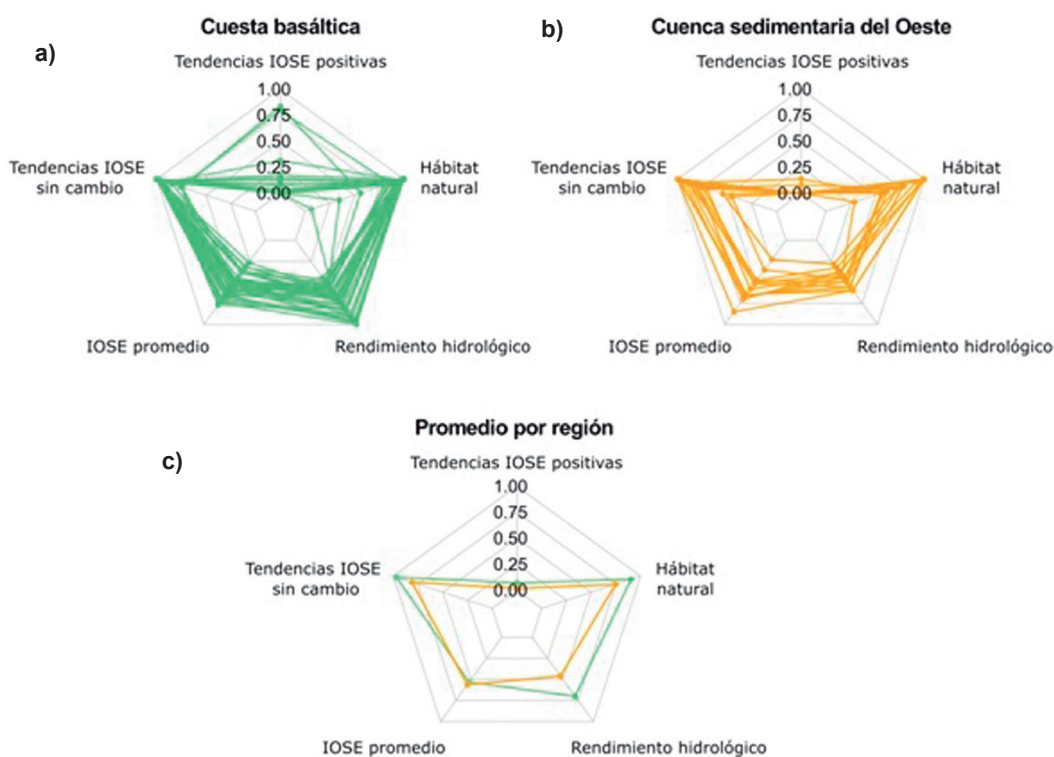 a)
Cuesta basáltica
Tendencias IOSE positivas
1.00
0.75
0.50
0.25
0.00
Tendencias IOSE
sin cambio
Hábitat
natural
IOSE promedio
Rendimiento hidrológico
b)
Cuenca sedimentaria del Oeste
Tendencias IOSE positivas
1.00
0.75
0.50
0.25
0.00
Tendencias IOSE
sin cambio
Hábitat
natural
IOSE promedio
Rendimiento hidrológico
c)
Promedio por región
Tendencias IOSE positivas
1.00
0.75
0.50
0.25
0.00
Tendencias IOSE
sin cambio
Hábitat
natural
IOSE promedio
Rendimiento hidrológico